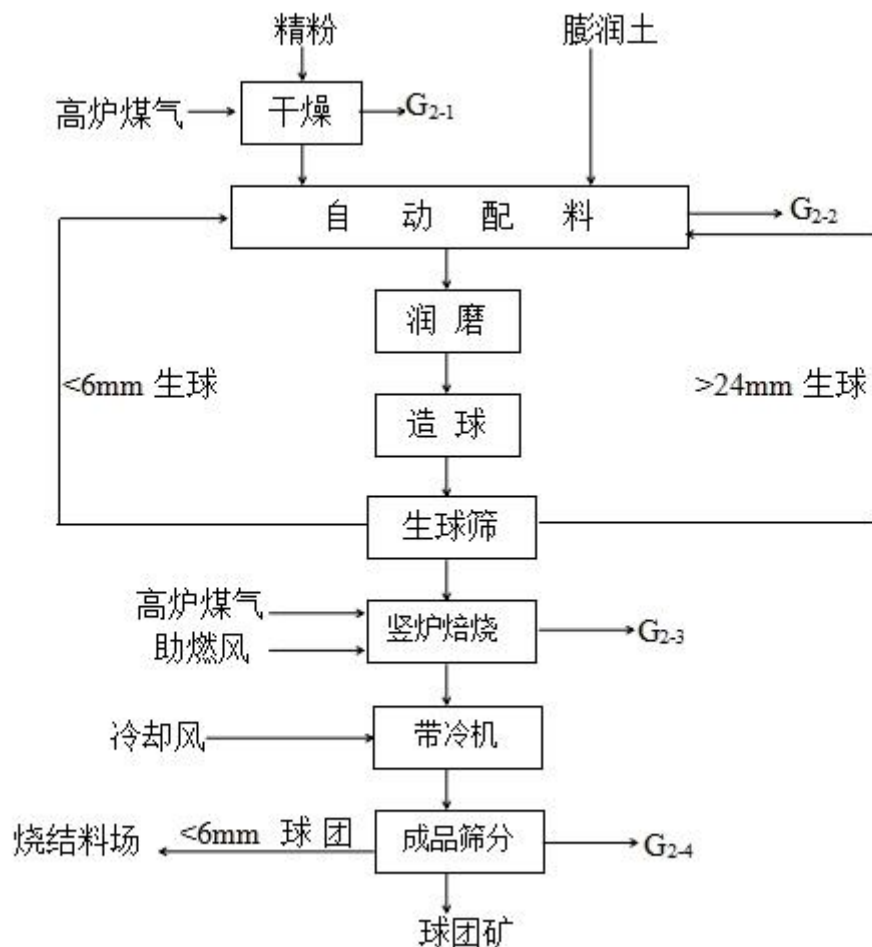 精粉
膨润土
高炉煤气
干燥
G2-1
自 动 配 料
G2-2
润 磨
<6mm 生球
>24mm 生球
造 球
生球筛
高炉煤气
助燃风
竖炉焙烧
G2-3
冷却风
带冷机
烧结料场
<6mm 球 团
成品筛分
G2-4
球团矿